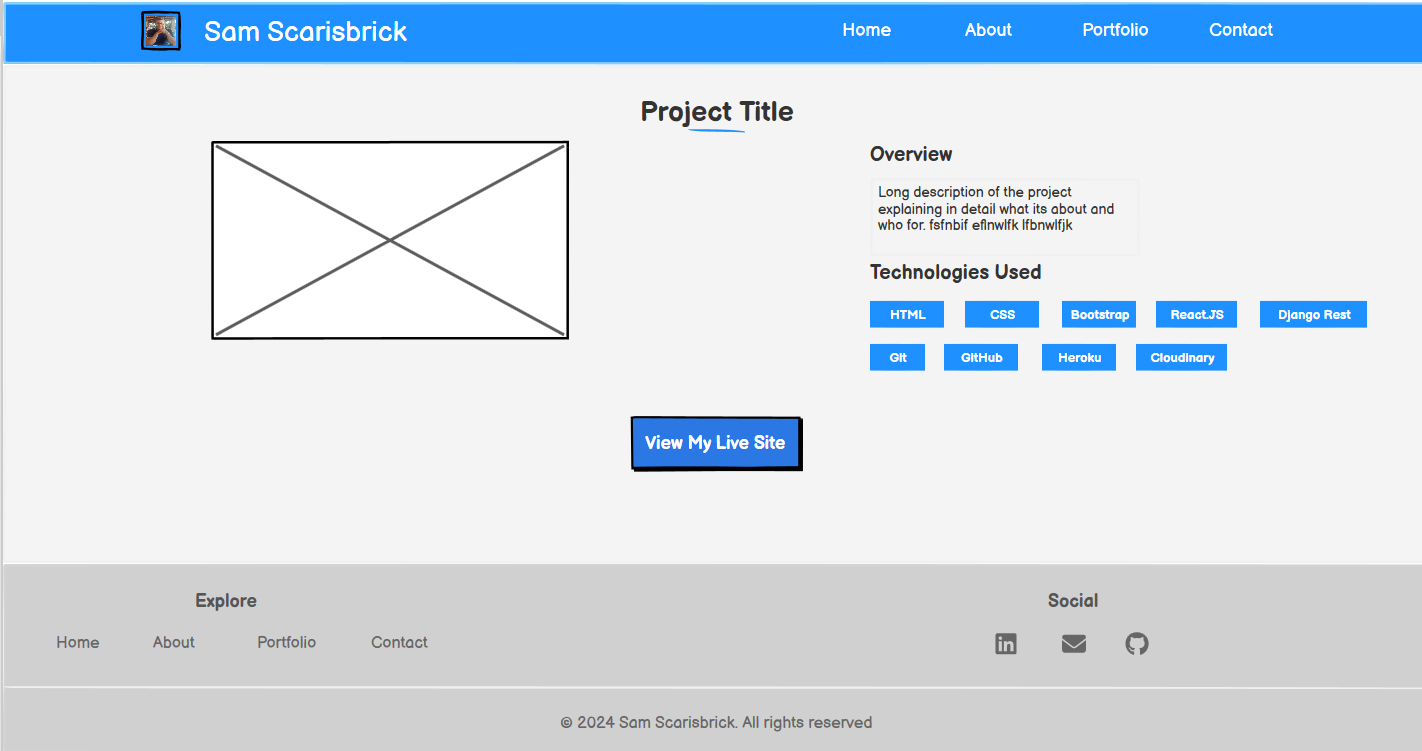 Sam Scarisbrick
Home About Portfolio Contact
Project Title
Overview
Long description of the project
explaining in detail what its about and
who for. fsfnbif eflnwlfk lfbnwlfjk
Technologies Used
HTML CSS Bootstrap React.JS Django Rest
Git GitHub Heroku Cloudinary
View My Live Site
Explore
Home About Portfolio Contact
Social
in
© 2024 Sam Scarisbrick. All rights reserved